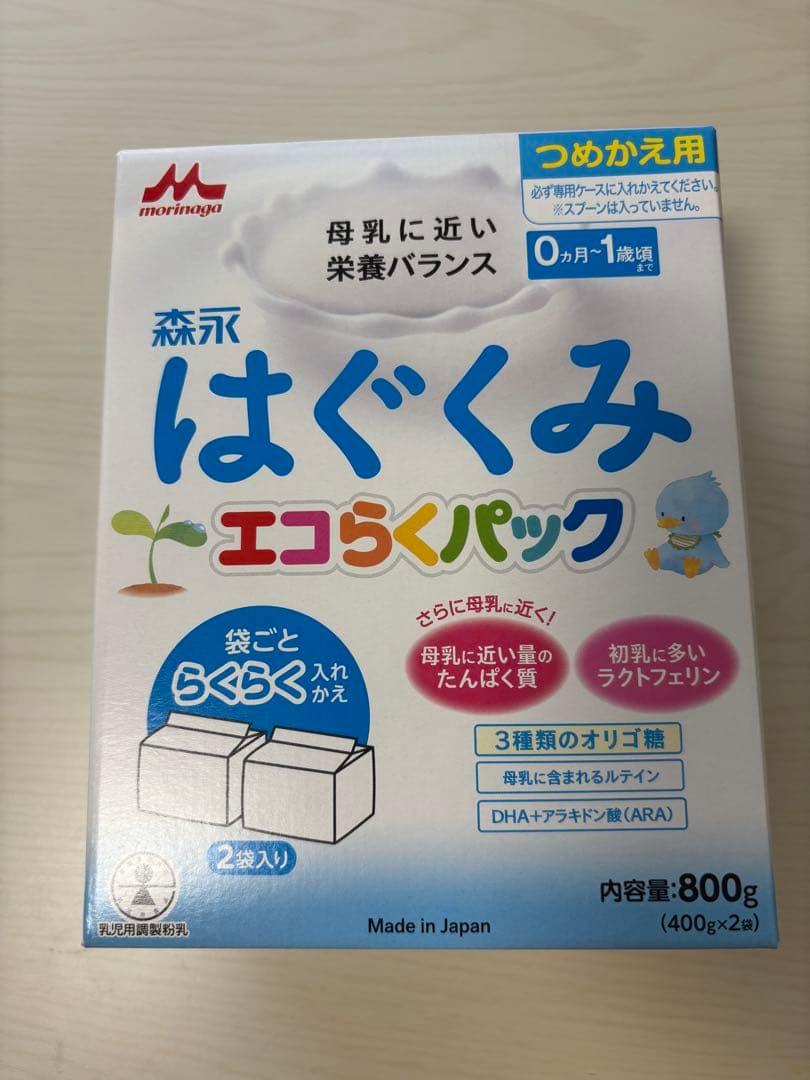 morinaga
つめかえ用
必ず専用ケースに入れかえてください。
※スプーンは入っていません。
母乳に近い
栄養バランス
0ヵ月~1歳頃まで
森永
はぐくみ
エコらくパック
袋ごと
らくらく入れかえ
2袋入り
さらに母乳に近く!
母乳に近い量の
たんぱく質
初乳に多い
ラクトフェリン
3種類のオリゴ糖
母乳に含まれるルテイン
DHA+アラキドン酸(ARA)
乳児用調製粉乳
Made in Japan
内容量:800g
(400g×2袋)